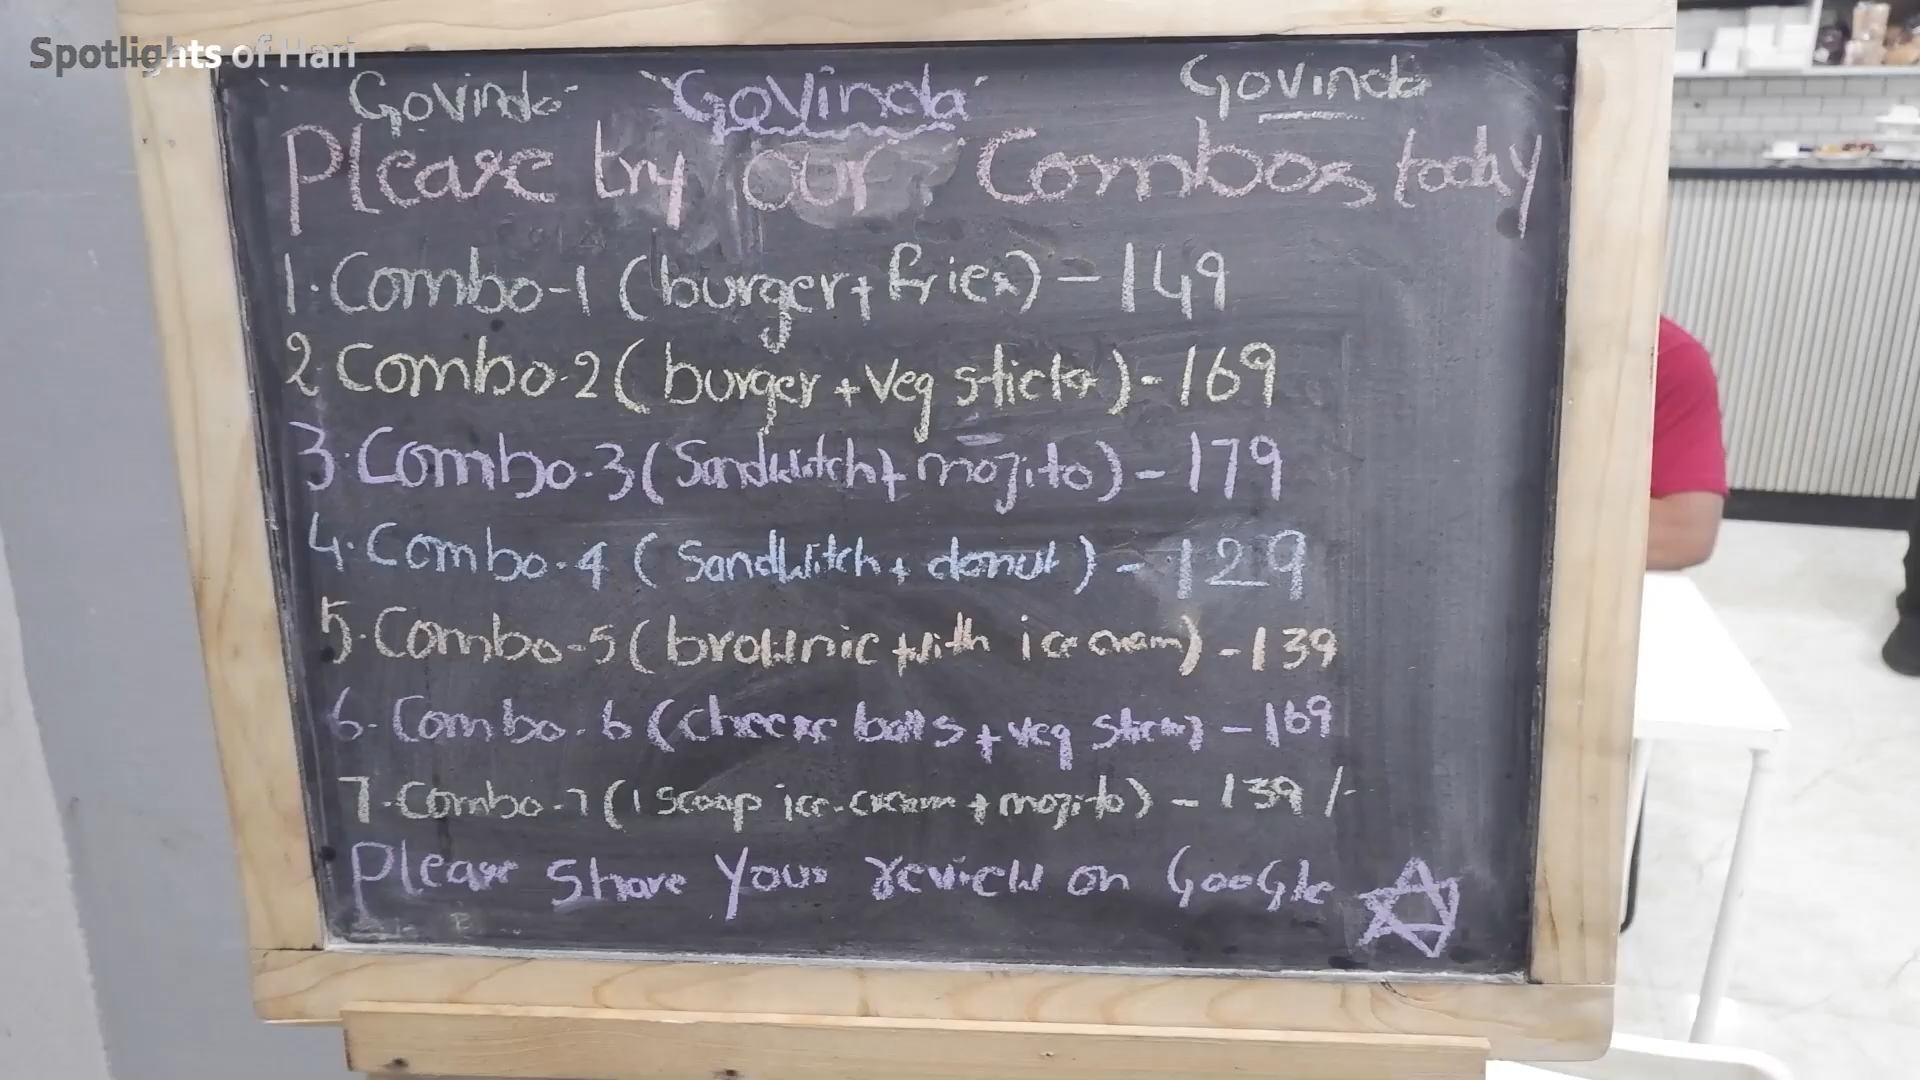 Spotlights of Hari
Govinda "Govinda" Govinda
Please try our Combos today
1. Combo-1 (burger + fries) - 149
2 Combo-2 (burger + Veg sticks) - 169
3. Combo-3 (Sandwitch + mojito) - 179
4. Combo-4 (Sandwitch + donut) - 129
5. Combo-5 (brownie with ice cream) - 139
6. Combo-6 (cheese balls + veg sticks) - 169
7. Combo-7 (1 scoop ice-cream + mojito) - 139/-
Please Share Your review on Google